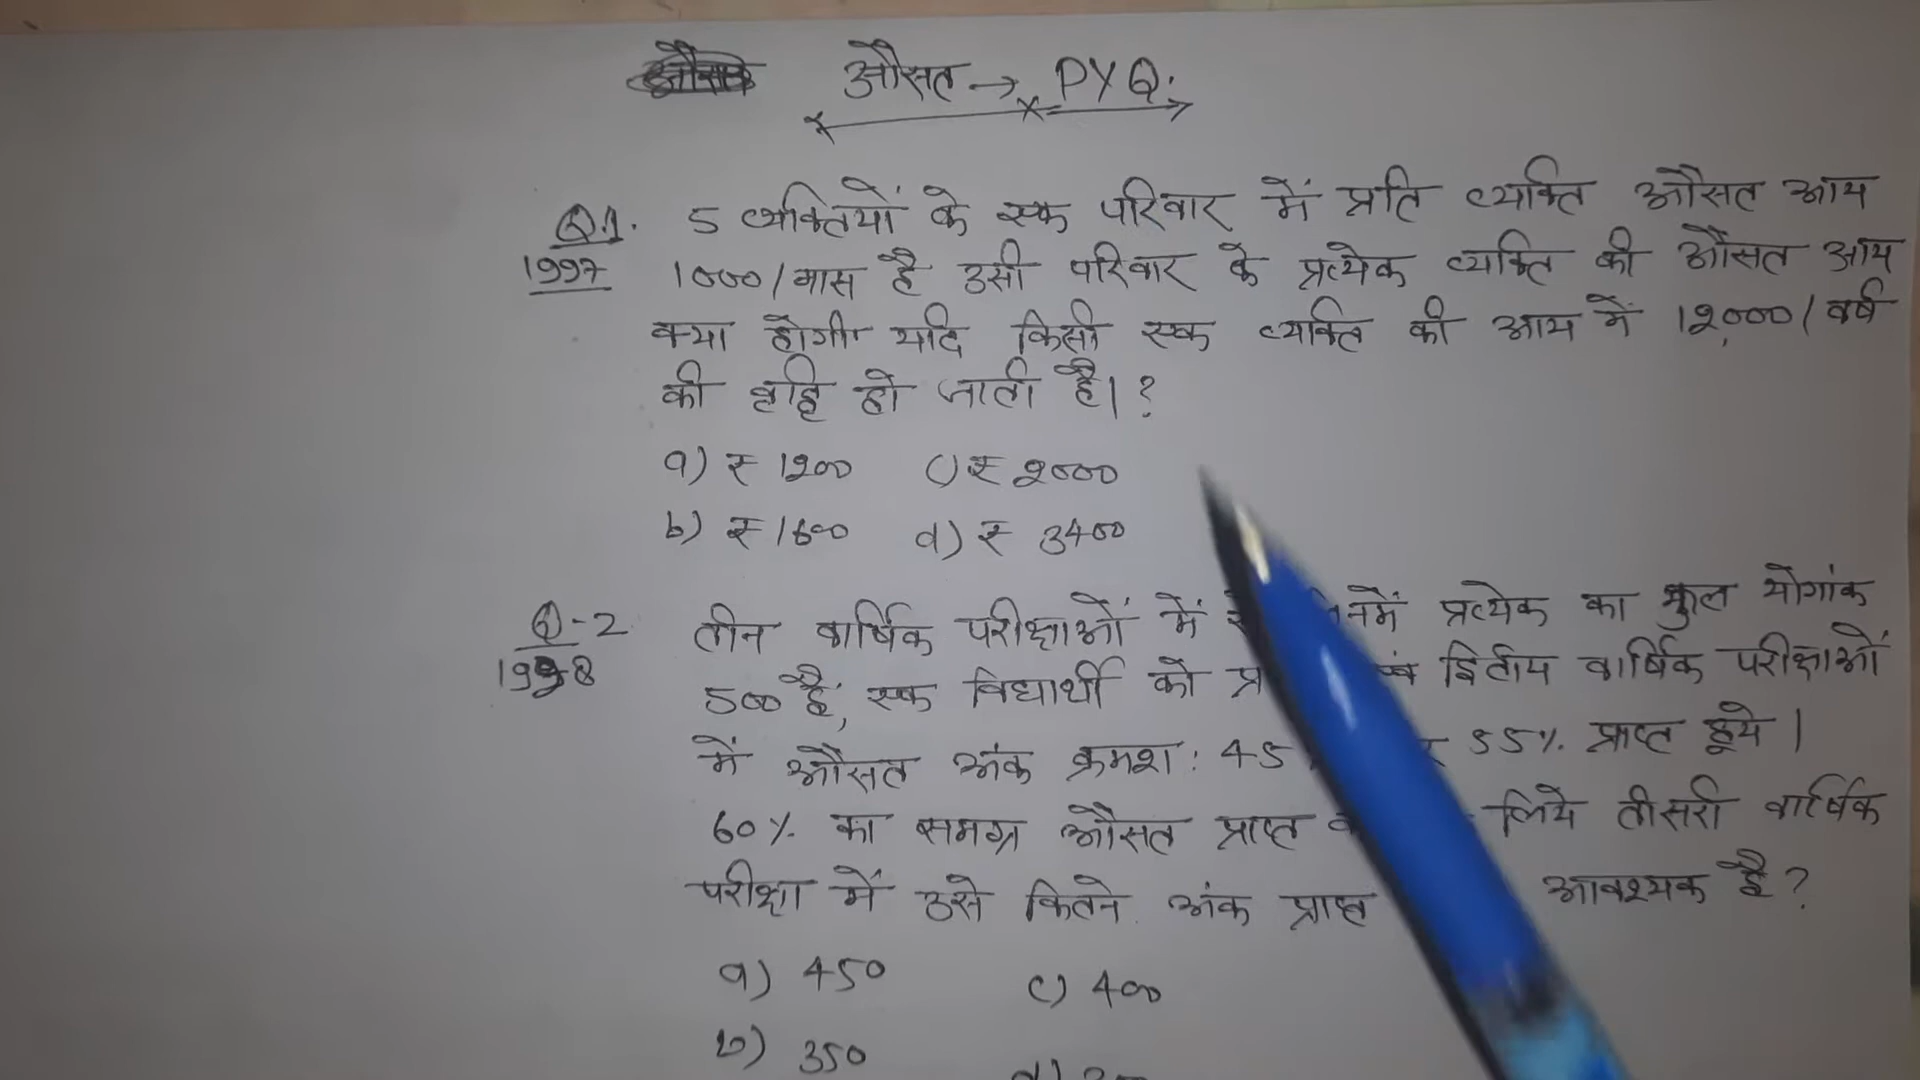 औसत → PYQ.
Q.1. 5 व्यक्तियों के एक परिवार में प्रति व्यक्ति औसत आय
1997 1000/मास है उसी परिवार के प्रत्येक व्यक्ति की औसत आय
क्या होगी यदि किसी एक व्यक्ति की आय में 12,000/वर्ष
की वृद्धि हो जाती है। ?
a) ₹ 1200 c) ₹ 2000
b) ₹ 1600 d) ₹ 3400
Q-2 तीन वार्षिक परीक्षाओं में प्रत्येक का कुल योगांक
1998 500 है, एक विद्यार्थी को द्वितीय वार्षिक परीक्षाओं
में औसत अंक क्रमश: 45 55% प्राप्त हूये।
60% का समग्र औसत प्राप्त लिये तीसरी वार्षिक
परीक्षा में उसे कितने अंक प्राप्त आवश्यक है?
a) 450 c) 400
b) 350